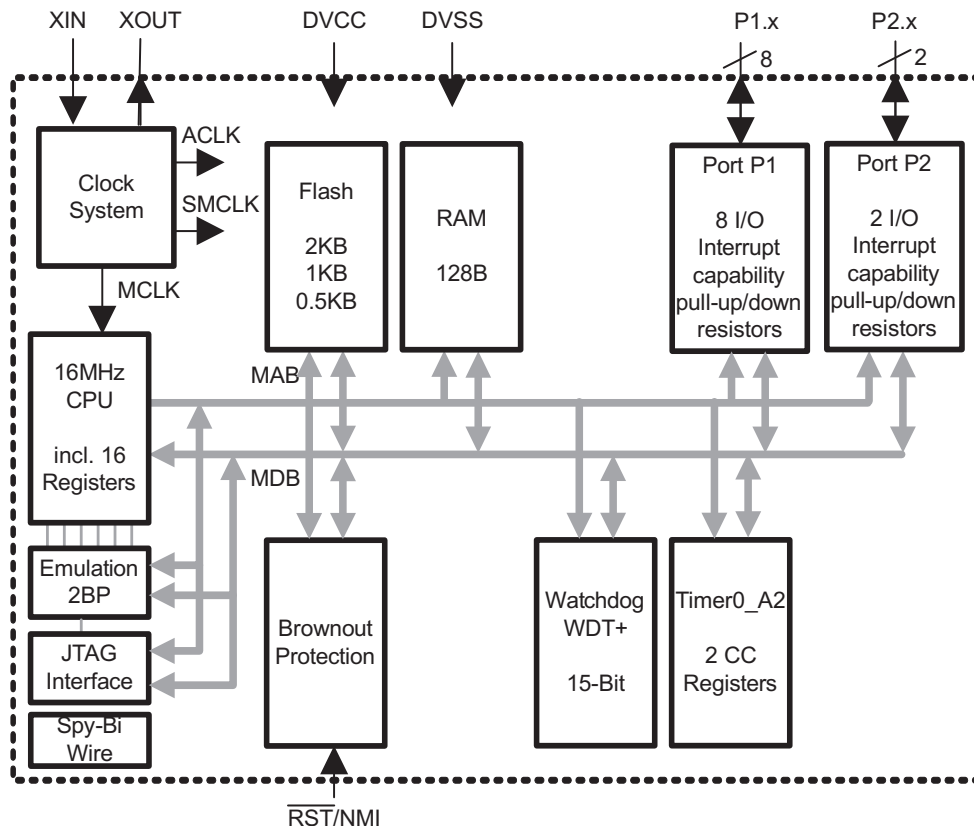 XIN
XOUT
DVCC
DVSS
P1.x
P2.x
8
2
Clock
System
ACLK
SMCLK
MCLK
Flash
2KB
1KB
0.5KB
RAM
128B
Port P1
8 I/O
Interrupt
capability
pull-up/down
resistors
Port P2
2 I/O
Interrupt
capability
pull-up/down
resistors
16MHz
CPU
incl. 16
Registers
MAB
MDB
Emulation
2BP
JTAG
Interface
Spy-Bi
Wire
Brownout
Protection
Watchdog
WDT+
15-Bit
Timer0_A2
2 CC
Registers
RST/NMI